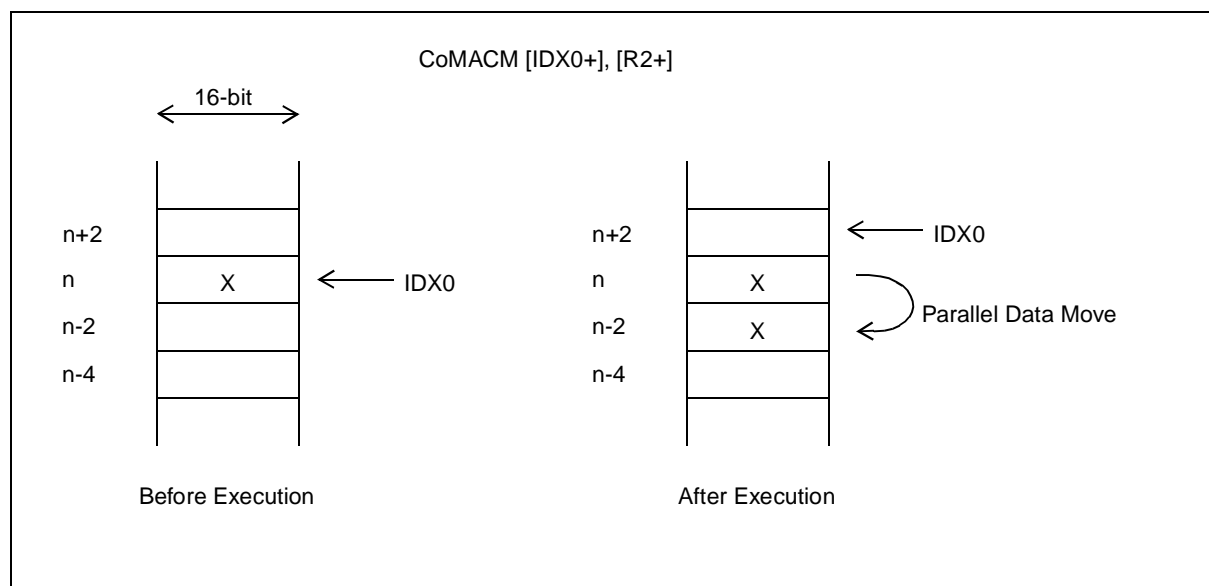 CoMACM [IDX0+], [R2+]
16-bit
n+2
n X IDX0
n-2
n-4
Before Execution
n+2 IDX0
n X
n-2 X
Parallel Data Move
n-4
After Execution